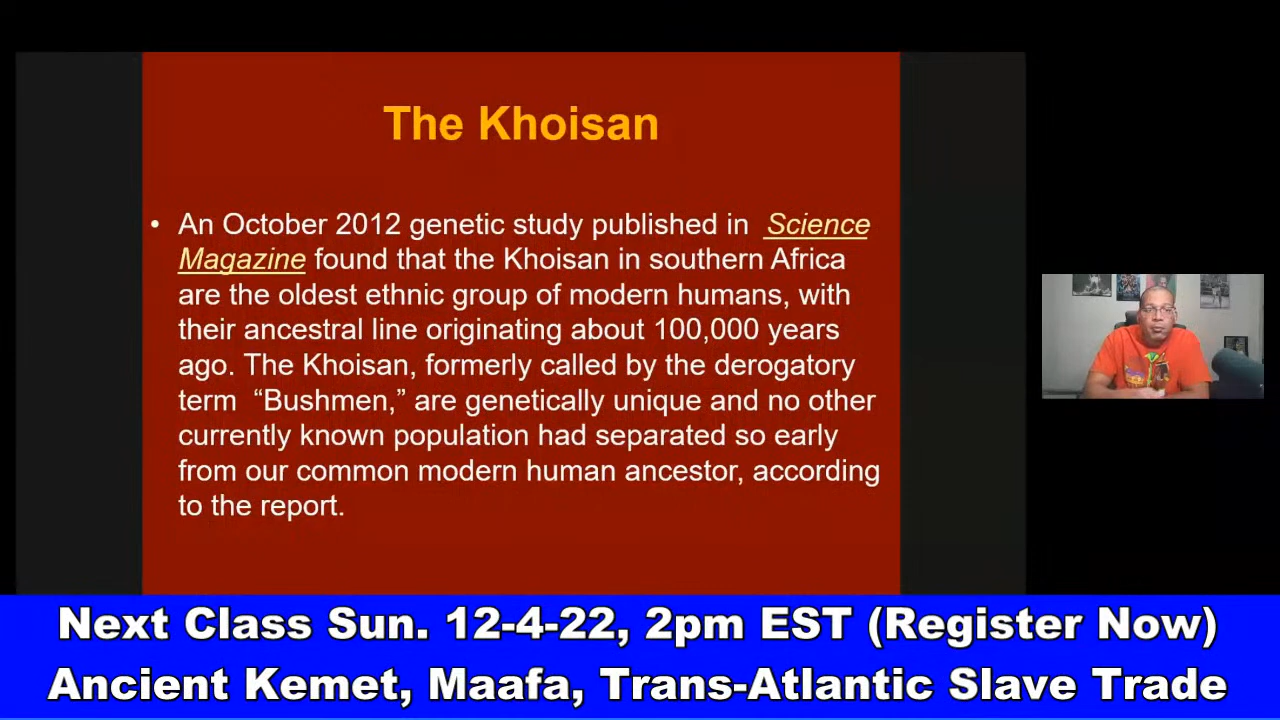 The Khoisan
• An October 2012 genetic study published in Science
Magazine found that the Khoisan in southern Africa
are the oldest ethnic group of modern humans, with
their ancestral line originating about 100,000 years
ago. The Khoisan, formerly called by the derogatory
term “Bushmen,” are genetically unique and no other
currently known population had separated so early
from our common modern human ancestor, according
to the report.
Next Class Sun. 12-4-22, 2pm EST (Register Now)
Ancient Kemet, Maafa, Trans-Atlantic Slave Trade